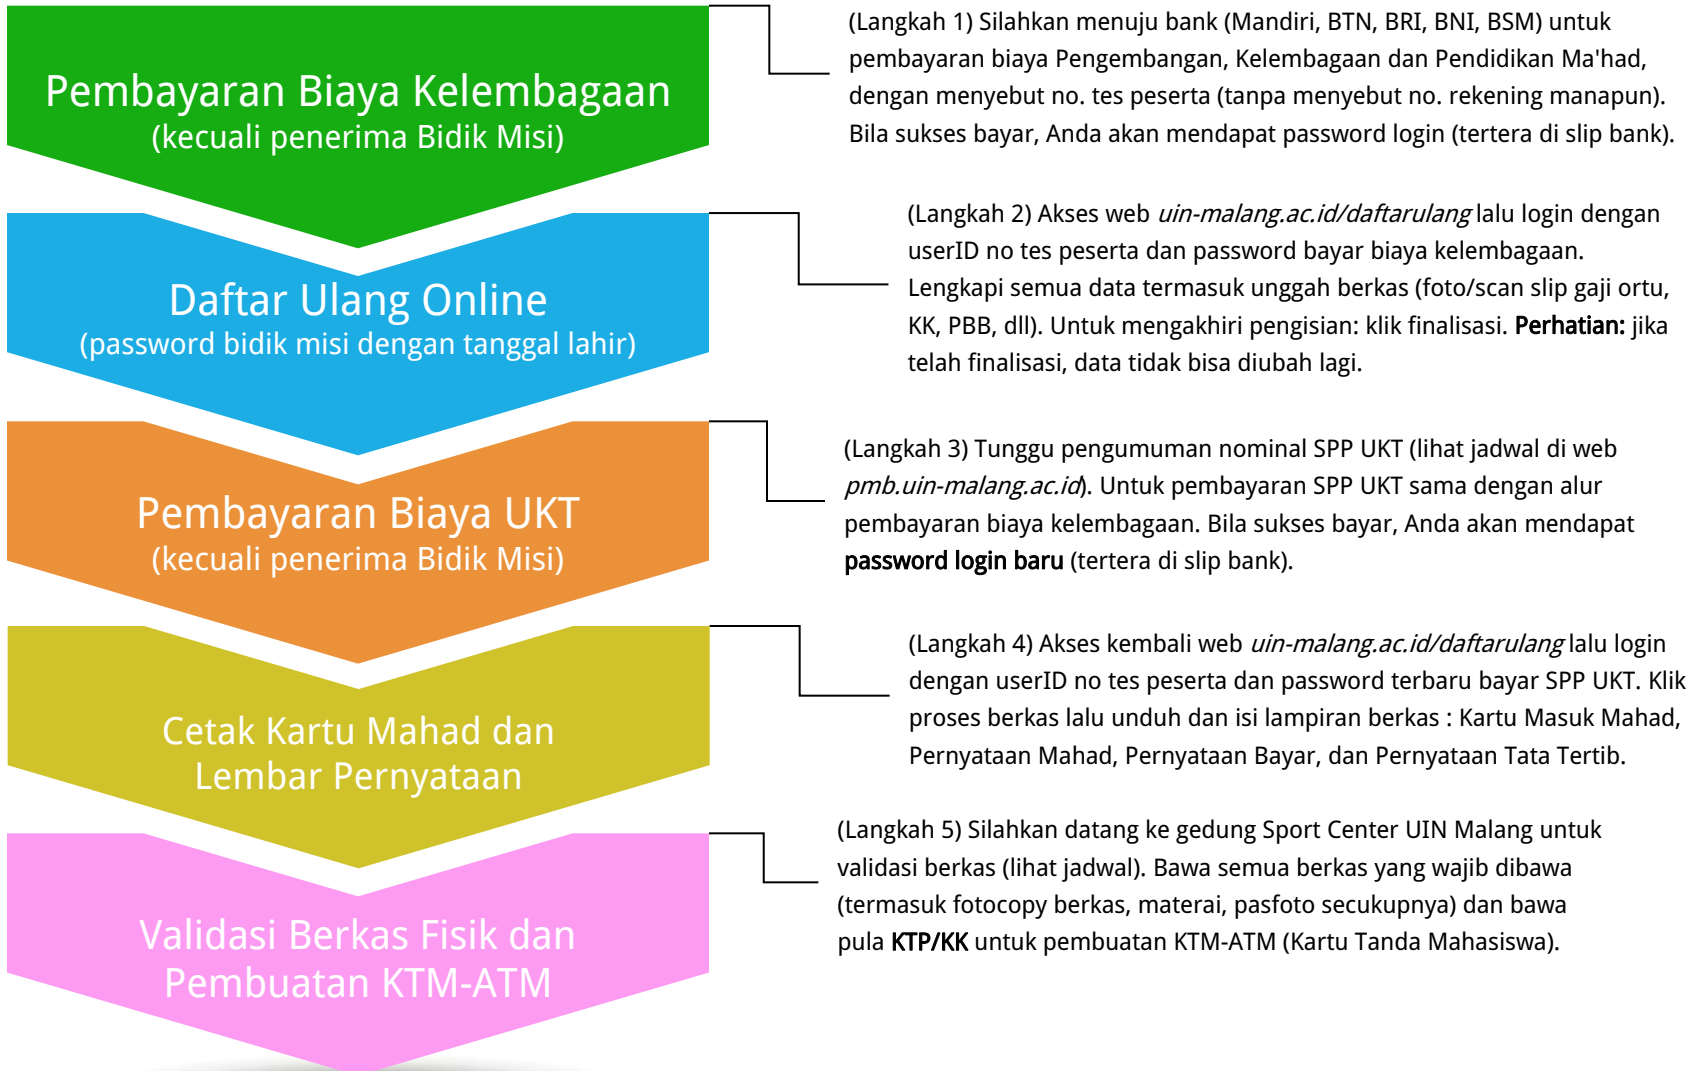 Pembayaran Biaya Kelembagaan
(kecuali penerima Bidik Misi)
(Langkah 1) Silahkan menuju bank (Mandiri, BTN, BRI, BNI, BSM) untuk
pembayaran biaya Pengembangan, Kelembagaan dan Pendidikan Ma'had,
dengan menyebut no. tes peserta (tanpa menyebut no. rekening manapun).
Bila sukses bayar, Anda akan mendapat password login (tertera di slip bank).
Daftar Ulang Online
(password bidik misi dengan tanggal lahir)
(Langkah 2) Akses web uin-malang.ac.id/daftarulang lalu login dengan
userID no tes peserta dan password bayar biaya kelembagaan.
Lengkapi semua data termasuk unggah berkas (foto/scan slip gaji ortu,
KK, PBB, dll). Untuk mengakhiri pengisian: klik finalisasi. Perhatian: jika
telah finalisasi, data tidak bisa diubah lagi.
Pembayaran Biaya UKT
(kecuali penerima Bidik Misi)
(Langkah 3) Tunggu pengumuman nominal SPP UKT (lihat jadwal di web
pmb.uin-malang.ac.id). Untuk pembayaran SPP UKT sama dengan alur
pembayaran biaya kelembagaan. Bila sukses bayar, Anda akan mendapat
password login baru (tertera di slip bank).
Cetak Kartu Mahad dan
Lembar Pernyataan
(Langkah 4) Akses kembali web uin-malang.ac.id/daftarulang lalu login
dengan userID no tes peserta dan password terbaru bayar SPP UKT. Klik
proses berkas lalu unduh dan isi lampiran berkas : Kartu Masuk Mahad,
Pernyataan Mahad, Pernyataan Bayar, dan Pernyataan Tata Tertib.
Validasi Berkas Fisik dan
Pembuatan KTM-ATM
(Langkah 5) Silahkan datang ke gedung Sport Center UIN Malang untuk
validasi berkas (lihat jadwal). Bawa semua berkas yang wajib dibawa
(termasuk fotocopy berkas, materai, pasfoto secukupnya) dan bawa
pula KTP/KK untuk pembuatan KTM-ATM (Kartu Tanda Mahasiswa).